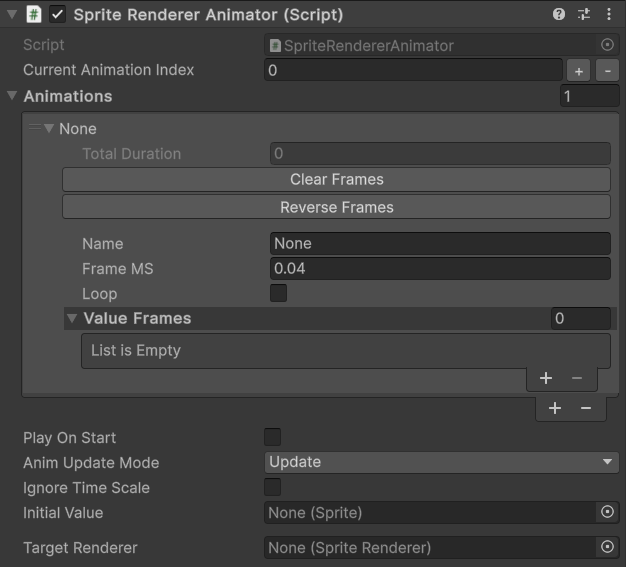 Sprite Renderer Animator (Script)
Script SpriteRendererAnimator
Current Animation Index 0 + -
Animations 1
None
Total Duration 0
Clear Frames
Reverse Frames
Name None
Frame MS 0.04
Loop
Value Frames 0
List is Empty
+ −
+ −
Play On Start
Anim Update Mode Update
Ignore Time Scale
Initial Value None (Sprite)
Target Renderer None (Sprite Renderer)